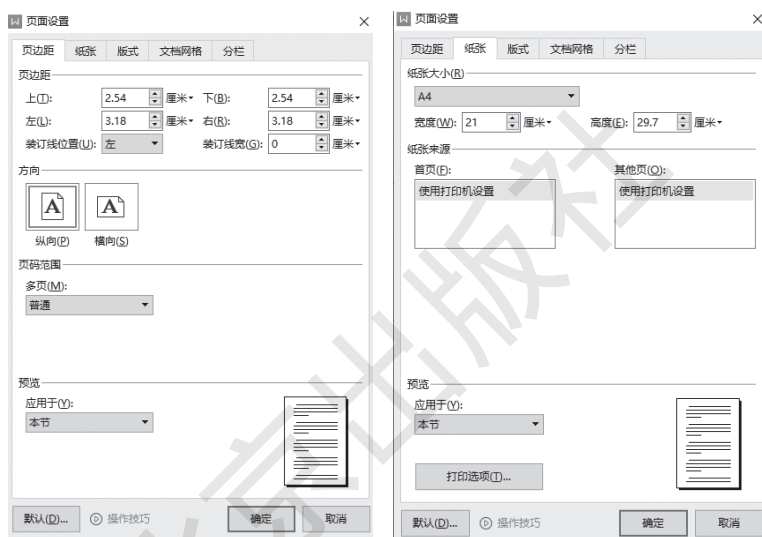 页面设置
页边距 纸张 版式 文档网格 分栏
页边距
上(T): 2.54 厘米 下(B): 2.54 厘米
左(L): 3.18 厘米 右(R): 3.18 厘米
装订线位置(U): 左 装订线宽(G): 0 厘米
方向
A A
纵向(P) 横向(S)
页码范围
多页(M):
普通
预览
应用于(Y):
本节
默认(D)... 操作技巧 确定 取消
页面设置
页边距 纸张 版式 文档网格 分栏
纸张大小(R)
A4
宽度(W): 21 厘米 高度(E): 29.7 厘米
纸张来源
首页(F): 其他页(O):
使用打印机设置 使用打印机设置
预览
应用于(Y):
本节
打印选项(T)...
默认(D)... 操作技巧 确定 取消
京出版社